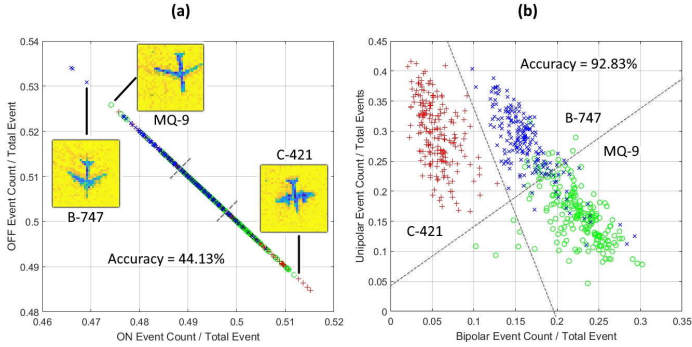 (a)
0.54
0.53
0.52
0.51
0.5
0.49
0.48
OFF Event Count / Total Event
MQ-9
C-421
B-747
Accuracy = 44.13%
0.46
0.47
0.48
0.49
0.5
0.51
0.52
ON Event Count / Total Event
(b)
0.45
0.4
0.35
0.3
0.25
0.2
0.15
0.1
0.05
0
Unipolar Event Count / Total Events
Accuracy = 92.83%
B-747
MQ-9
C-421
0
0.05
0.1
0.15
0.2
0.25
0.3
0.35
Bipolar Event Count / Total Event